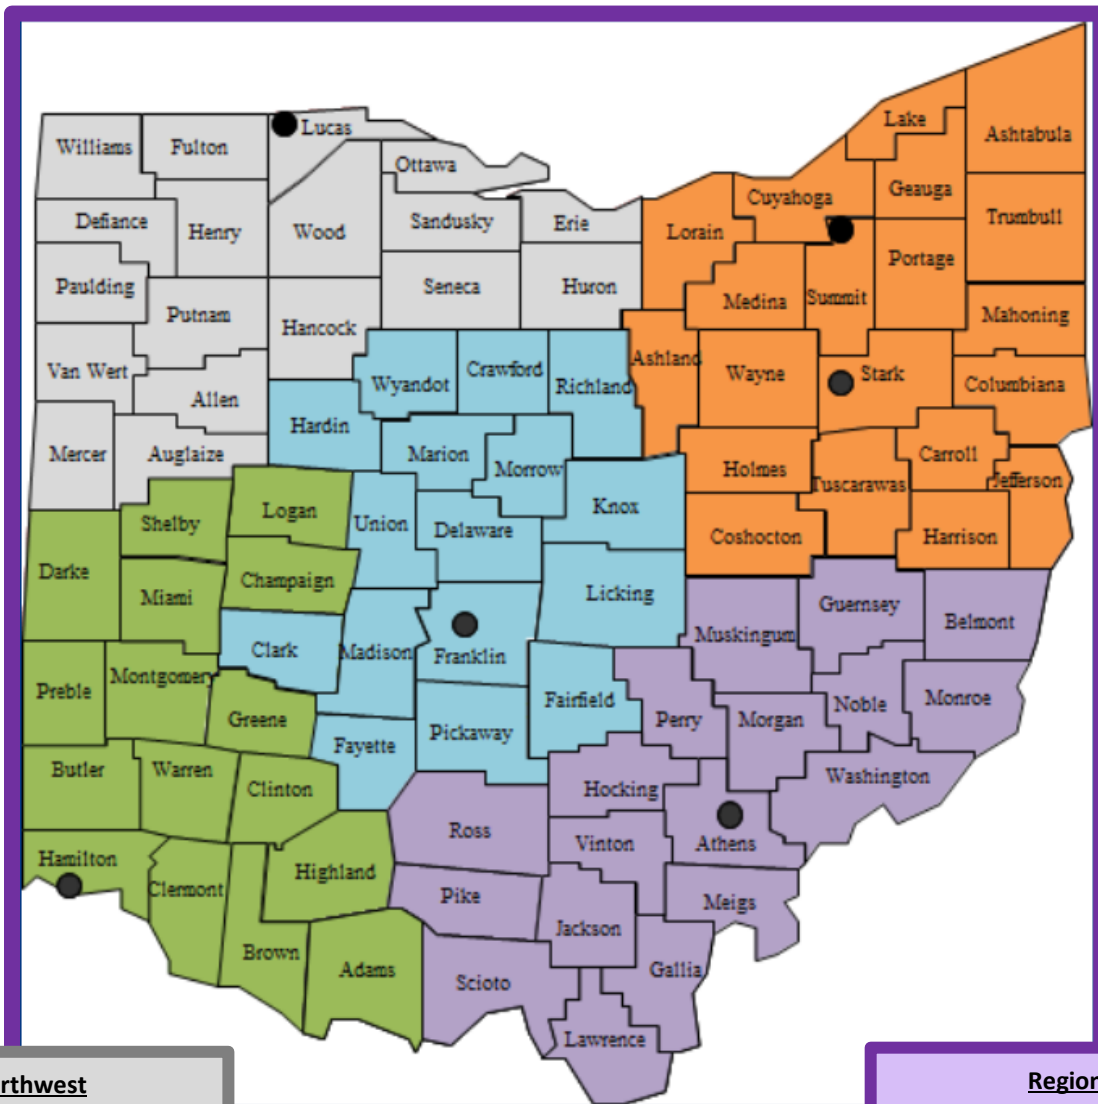 Lake
Ashtabula
Lucas
Williams
Fulton
Ottawa
Geauga
Cuyahoga
Defiance
Henry
Wood
Sandusky
Erie
Lorain
Trumbull
Portage
Paulding
Seneca
Huron
Medina
Summit
Putnam
Hancock
Mahoning
Van Wert
Wyandot
Crawford
Richland
Ashland
Wayne
Stark
Columbiana
Allen
Hardin
Mercer
Auglaize
Marion
Morrow
Holmes
Carroll
Tuscarawas
Jefferson
Logan
Shelby
Union
Delaware
Knox
Coshocton
Harrison
Darke
Champaign
Miami
Licking
Guernsey
Belmont
Muskingum
Clark
Madison
Franklin
Montgomery
Preble
Greene
Fairfield
Perry
Morgan
Noble
Monroe
Fayette
Pickaway
Butler
Warren
Clinton
Hocking
Washington
Ross
Vinton
Athens
Hamilton
Clermont
Highland
Pike
Meigs
Jackson
Brown
Adams
Scioto
Gallia
Lawrence
rthwest
Region